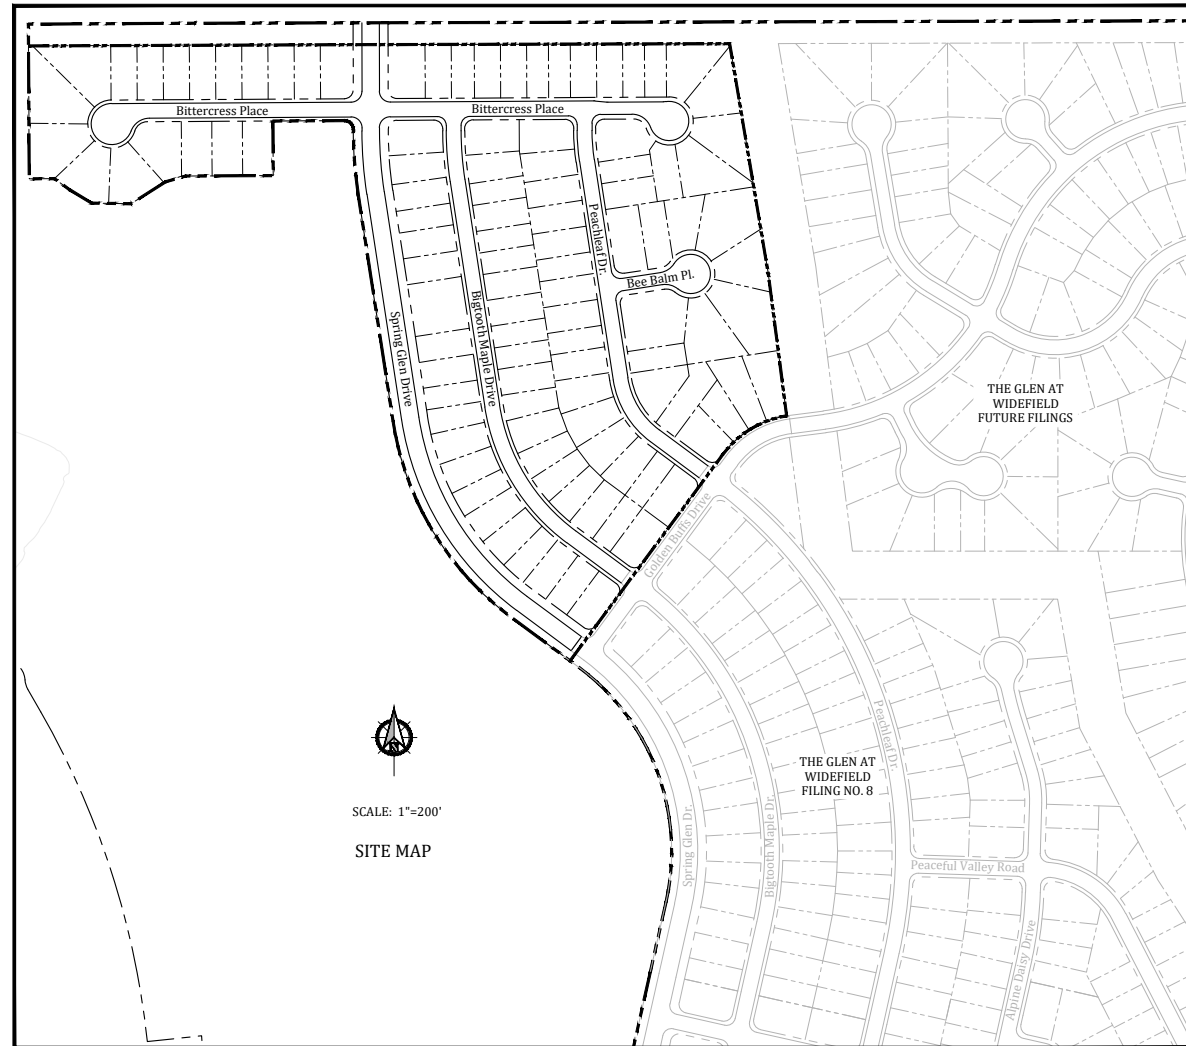 Bittercress Place
Bittercress Place
Peachleaf Dr.
Bee Balm Pl.
Spring Glen Drive
Bigtooth Maple Drive
THE GLEN AT
WIDEFIELD
FUTURE FILINGS
Golden Buffs Drive
Peachleaf Dr.
N
THE GLEN AT
WIDEFIELD
FILING NO. 8
SCALE: 1"=200'
SITE MAP
Spring Glen Dr.
Bigtooth Maple Dr.
Peaceful Valley Road
Alpine Daisy Drive